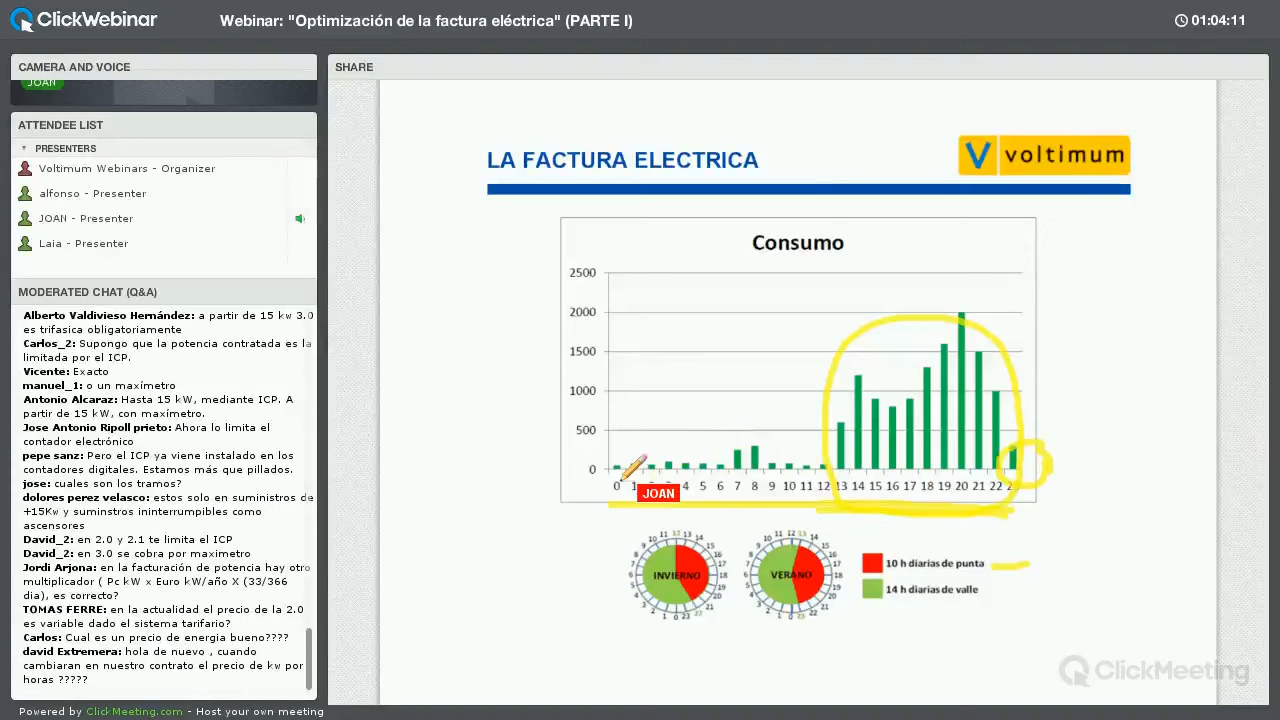 ClickWebinar
Webinar: "Optimización de la factura eléctrica" (PARTE I)
01:04:11
CAMERA AND VOICE
JOAN
ATTENDEE LIST
PRESENTERS
Voltimum Webinars - Organizer
alfonso - Presenter
JOAN - Presenter
Laia - Presenter
MODERATED CHAT (Q&A)
Alberto Valdivieso Hernández: a partir de 15 kw 3.0
es trifasica obligatoriamente
Carlos_2: Supongo que la potencia contratada es la
limitada por el ICP.
Vicente: Exacto
manuel_1: o un maxímetro
Antonio Alcaraz: Hasta 15 kW, mediante ICP. A
partir de 15 kW, con maxímetro.
Jose Antonio Ripoll prieto: Ahora lo limita el
contador electronico
pepe sanz: Pero el ICP ya viene instalado en los
contdores digitales. Estamos más que pillados.
jose: cuales son los tramos?
estos solo en suministros de
+15Kw y suminstros ininterrumpibles como
ascensores
David_2: en 2.0 y 2.1 te limita el ICP
David_2: en 3.0 te cobra por maximetro
Jordi Arjona: en la facturación de potencia hay otro
multiplicador ( Pc kW x Euro kW/año X (33/366
dia), es correcto?
TOMAS FERRE: en la actualidad el precio de la 2.0
es variable segun el sistema tarifario?
Carlos: Cual es un precio de energia bueno????
david Extremera: hola de nuevo , cuando
cambiaron en nuestro contrato el precio de kw por
horas ?????
Powered by ClickMeeting.com - Host your own meeting
SHARE
LA FACTURA ELECTRICA
V voltimum
Consumo
2500
2000
1500
1000
500
0
0 1 4 5 6 7 8 9 10 11 12 13 14 15 16 17 18 19 20 21 22 23
JOAN
INVIERNO
VERANO
10 h diarias de punta
14 h diarias de valle
ClickMeeting